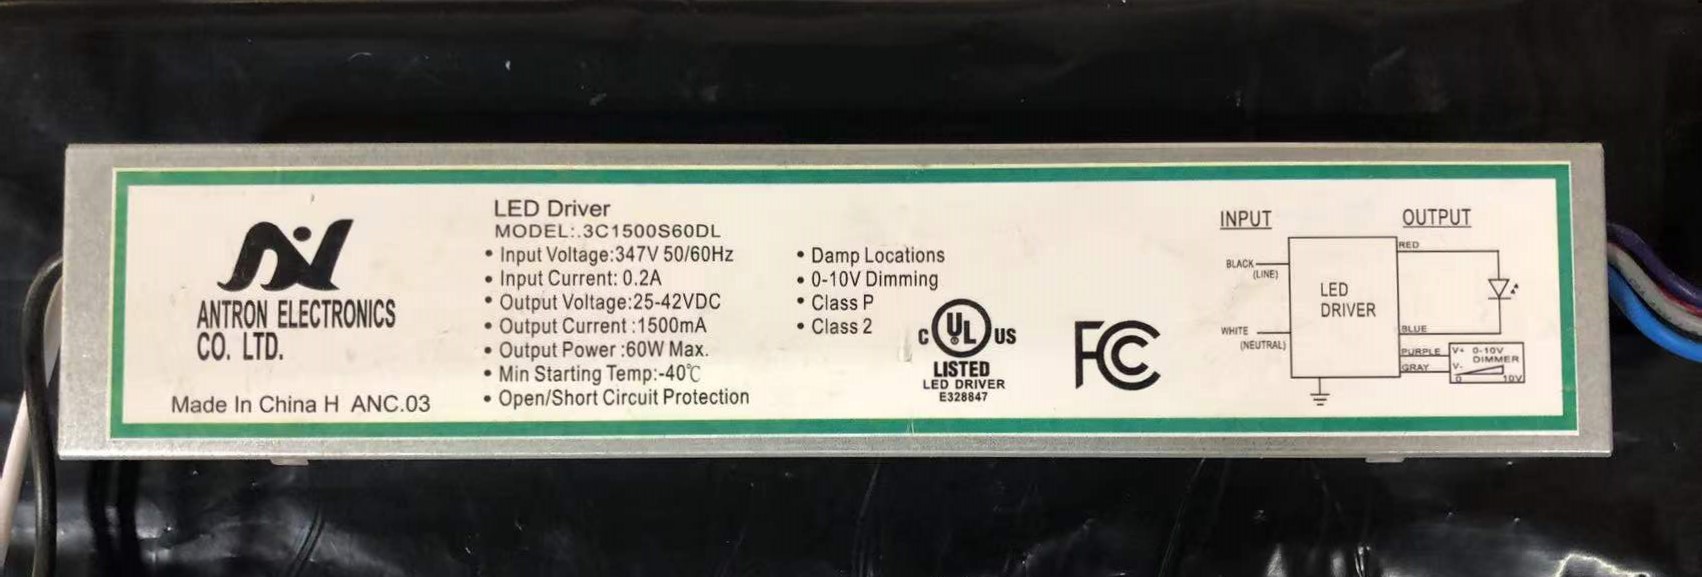 ANTRON ELECTRONICS
CO. LTD.
Made In China H ANC.03
LED Driver
MODEL:.3C1500S60DL
• Input Voltage:347V 50/60Hz
• Input Current: 0.2A
• Output Voltage:25-42VDC
• Output Current :1500mA
• Output Power :60W Max.
• Min Starting Temp:-40℃
• Open/Short Circuit Protection
• Damp Locations
• 0-10V Dimming
• Class P
• Class 2
C UL US
®
LISTED
LED DRIVER
E328847
FC
INPUT
OUTPUT
BLACK
(LINE)
WHITE
(NEUTRAL)
LED
DRIVER
RED
BLUE
PURPLE
GRAY
V+ 0-10V
DIMMER
V-
0 10V